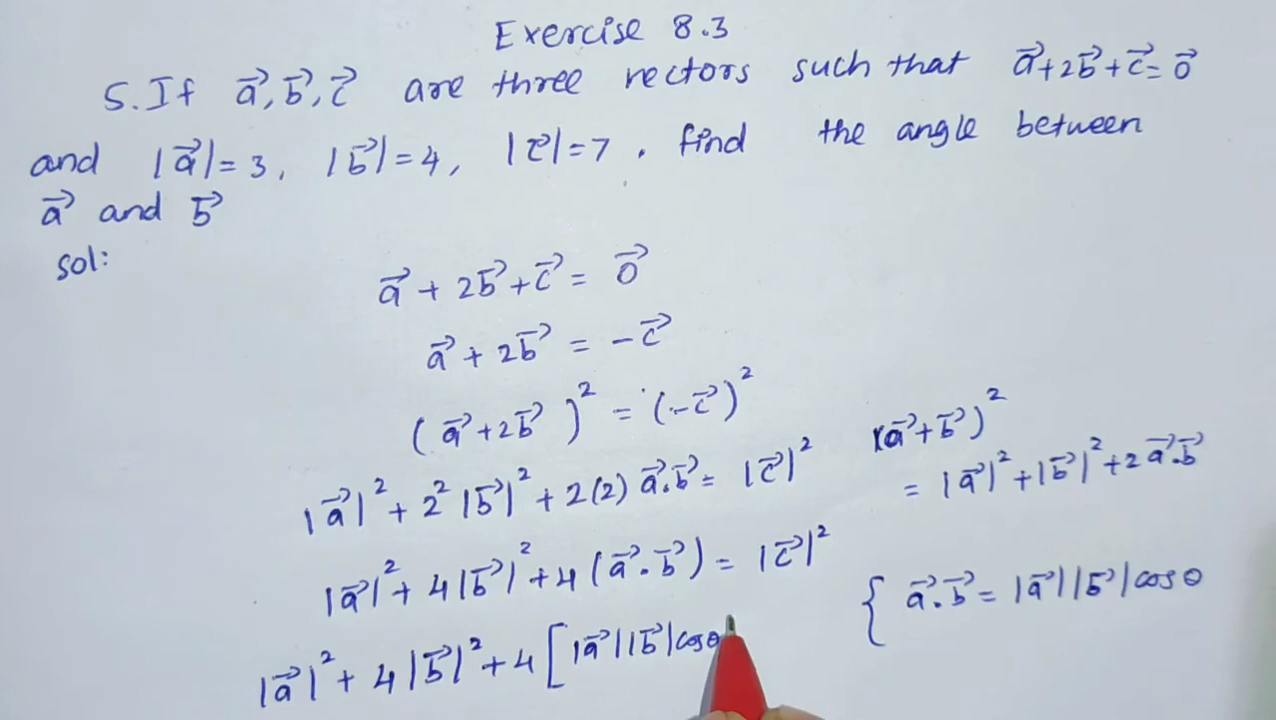 Exercise 8.3
5. If a⃗, b⃗, c⃗ are three vectors such that a⃗+2b⃗+c⃗=0⃗
and |a⃗|=3, |b⃗|=4, |c⃗|=7. find the angle between
a⃗ and b⃗
sol:
a⃗ + 2b⃗ + c⃗ = 0⃗
a⃗ + 2b⃗ = -c⃗
(a⃗ + 2b⃗)² = (-c⃗)²
|a⃗|² + 2²|b⃗|² + 2(2) a⃗.b⃗ = |c⃗|²
|a⃗|² + 4|b⃗|² + 4(a⃗.b⃗) = |c⃗|²
|a⃗|² + 4|b⃗|² + 4[|a⃗||b⃗|cosθ
(a⃗+b⃗)²
= |a⃗|²+|b⃗|²+2a⃗.b⃗
{ a⃗.b⃗ = |a⃗||b⃗|cosθ